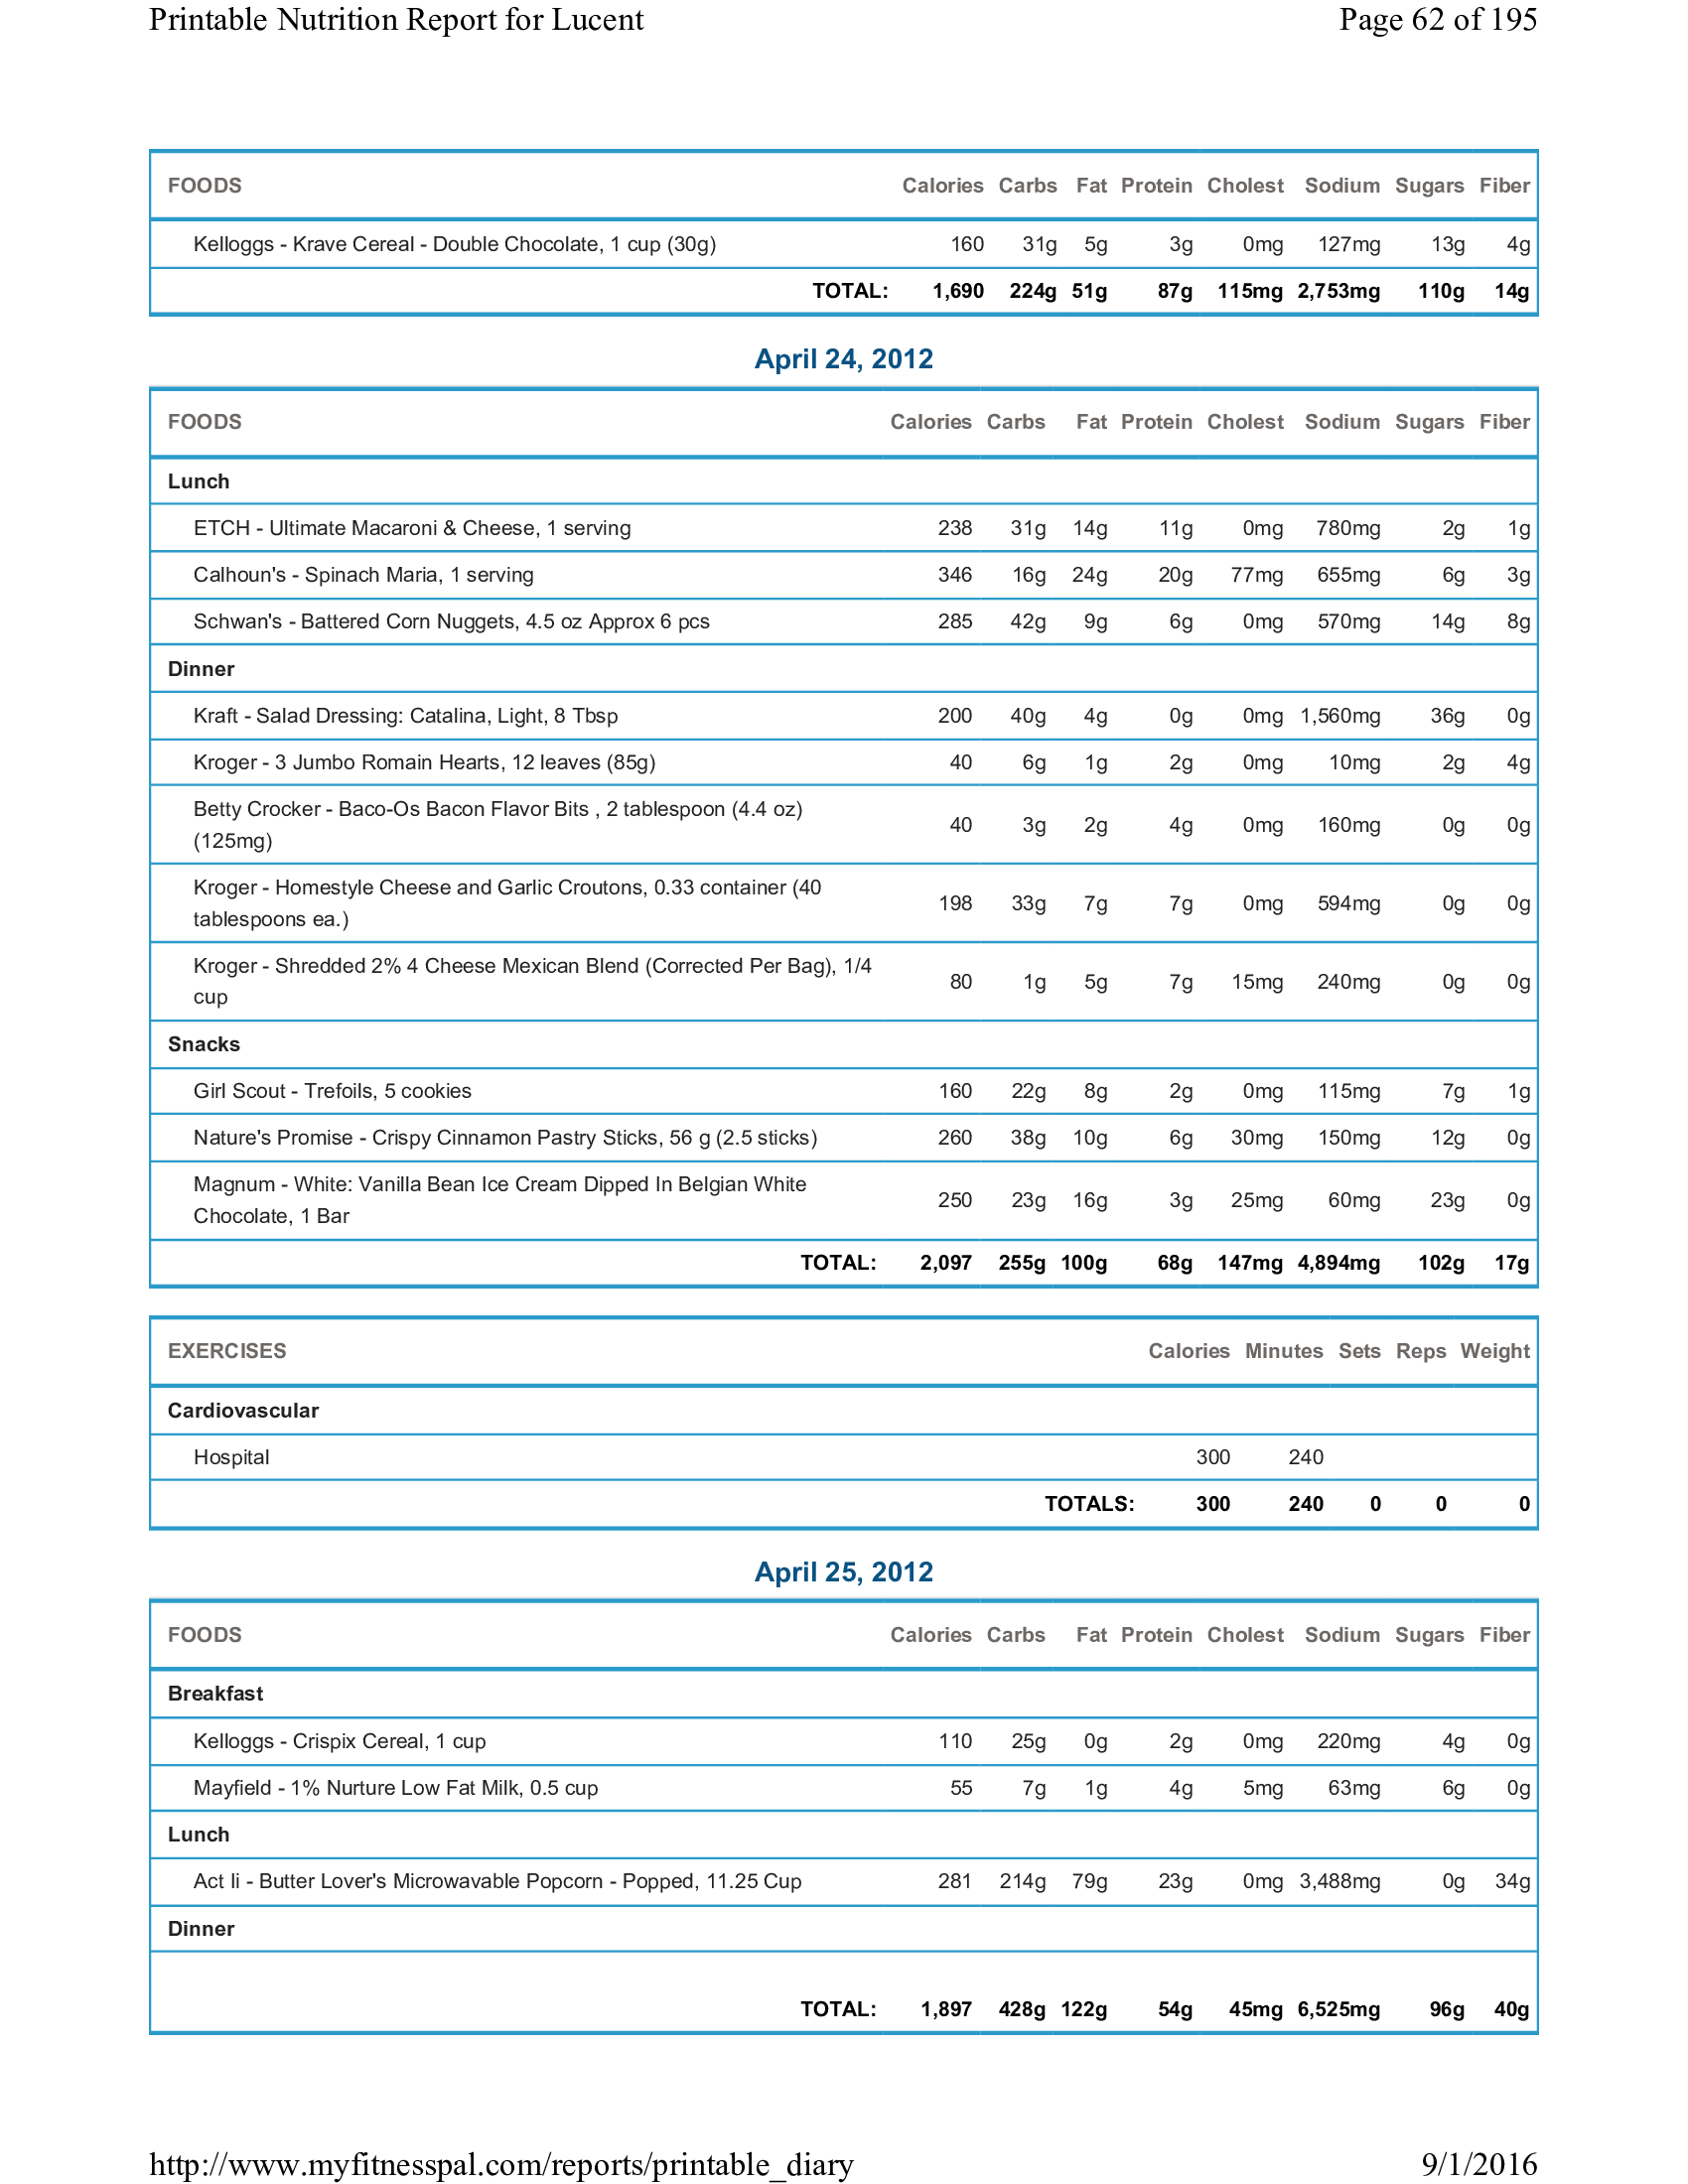 Printable Nutrition Report for Lucent Page 62 of 195
FOODS Calories Carbs Fat Protein Cholest Sodium Sugars Fiber
Kelloggs - Krave Cereal - Double Chocolate, 1 cup (30g) 160 31g 5g 3g 0mg 127mg 13g 4g
TOTAL: 1,690 224g 51g 87g 115mg 2,753mg 110g 14g
April 24, 2012
FOODS Calories Carbs Fat Protein Cholest Sodium Sugars Fiber
Lunch
ETCH - Ultimate Macaroni & Cheese, 1 serving 238 31g 14g 11g 0mg 780mg 2g 1g
Calhoun's - Spinach Maria, 1 serving 346 16g 24g 20g 77mg 655mg 6g 3g
Schwan's - Battered Corn Nuggets, 4.5 oz Approx 6 pcs 285 42g 9g 6g 0mg 570mg 14g 8g
Dinner
Kraft - Salad Dressing: Catalina, Light, 8 Tbsp 200 40g 4g 0g 0mg 1,560mg 36g 0g
Kroger - 3 Jumbo Romain Hearts, 12 leaves (85g) 40 6g 1g 2g 0mg 10mg 2g 4g
Betty Crocker - Baco-Os Bacon Flavor Bits , 2 tablespoon (4.4 oz)
(125mg) 40 3g 2g 4g 0mg 160mg 0g 0g
Kroger - Homestyle Cheese and Garlic Croutons, 0.33 container (40
tablespoons ea.) 198 33g 7g 7g 0mg 594mg 0g 0g
Kroger - Shredded 2% 4 Cheese Mexican Blend (Corrected Per Bag), 1/4
cup 80 1g 5g 7g 15mg 240mg 0g 0g
Snacks
Girl Scout - Trefoils, 5 cookies 160 22g 8g 2g 0mg 115mg 7g 1g
Nature's Promise - Crispy Cinnamon Pastry Sticks, 56 g (2.5 sticks) 260 38g 10g 6g 30mg 150mg 12g 0g
Magnum - White: Vanilla Bean Ice Cream Dipped In Belgian White
Chocolate, 1 Bar 250 23g 16g 3g 25mg 60mg 23g 0g
TOTAL: 2,097 255g 100g 68g 147mg 4,894mg 102g 17g
EXERCISES Calories Minutes Sets Reps Weight
Cardiovascular
Hospital 300 240
TOTALS: 300 240 0 0 0
April 25, 2012
FOODS Calories Carbs Fat Protein Cholest Sodium Sugars Fiber
Breakfast
Kelloggs - Crispix Cereal, 1 cup 110 25g 0g 2g 0mg 220mg 4g 0g
Mayfield - 1% Nurture Low Fat Milk, 0.5 cup 55 7g 1g 4g 5mg 63mg 6g 0g
Lunch
Act Ii - Butter Lover's Microwavable Popcorn - Popped, 11.25 Cup 281 214g 79g 23g 0mg 3,488mg 0g 34g
Dinner
TOTAL: 1,897 428g 122g 54g 45mg 6,525mg 96g 40g
http://www.myfitnesspal.com/reports/printable_diary 9/1/2016